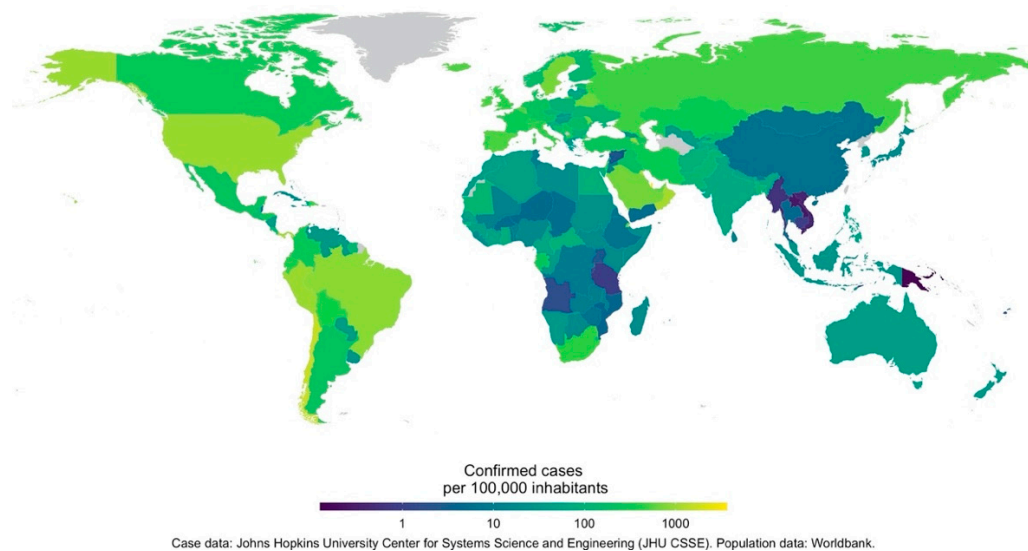 Confirmed cases
per 100,000 inhabitants
1 10 100 1000
Case data: Johns Hopkins University Center for Systems Science and Engineering (JHU CSSE). Population data: Worldbank.